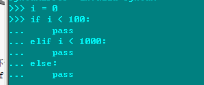 >>> i = 0
>>> if i < 100:
...     pass
... elif i < 1000:
...     pass
... else:
...     pass